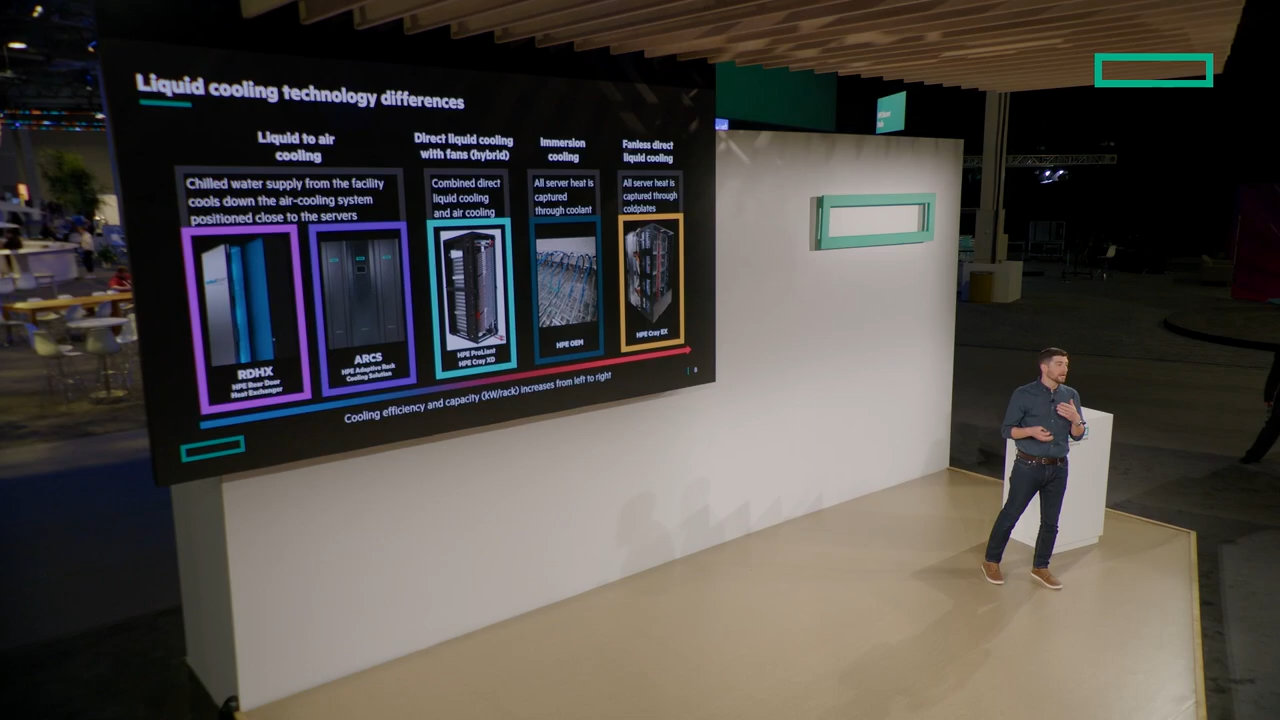 Liquid cooling technology differences
Liquid to air
cooling
Chilled water supply from the facility
cools down the air-cooling system
positioned close to the servers
RDHX
HPE Rear Door
Heat Exchanger
ARCS
HPE Adaptive Rack
Cooling Solution
Direct liquid cooling
with fans (hybrid)
Combined direct
liquid cooling
and air cooling
HPE ProLiant
HPE Cray XD
Immersion
cooling
All server heat is
captured
through coolant
HPE OEM
Fanless direct
liquid cooling
All server heat is
captured through
coldplates
HPE Cray EX
Cooling efficiency and capacity (kW/rack) increases from left to right